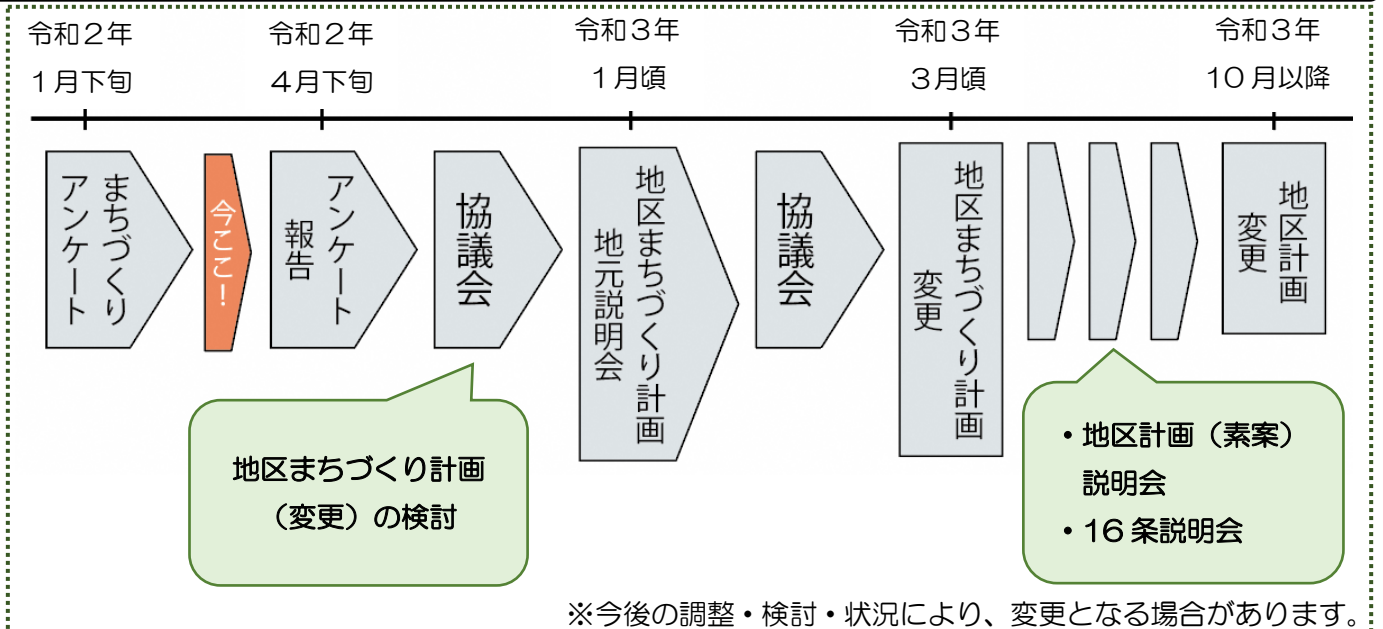 令和２年
１月下旬
令和２年
４月下旬
令和３年
１月頃
令和３年
３月頃
令和３年
10月以降
まちづくり
アンケート
今ここ！
アンケート
報告
協議会
地区まちづくり計画
地元説明会
協議会
地区まちづくり計画
変更
地区計画
変更
地区まちづくり計画
（変更）の検討
・地区計画（素案）
説明会
・16条説明会
※今後の調整・検討・状況により、変更となる場合があります。